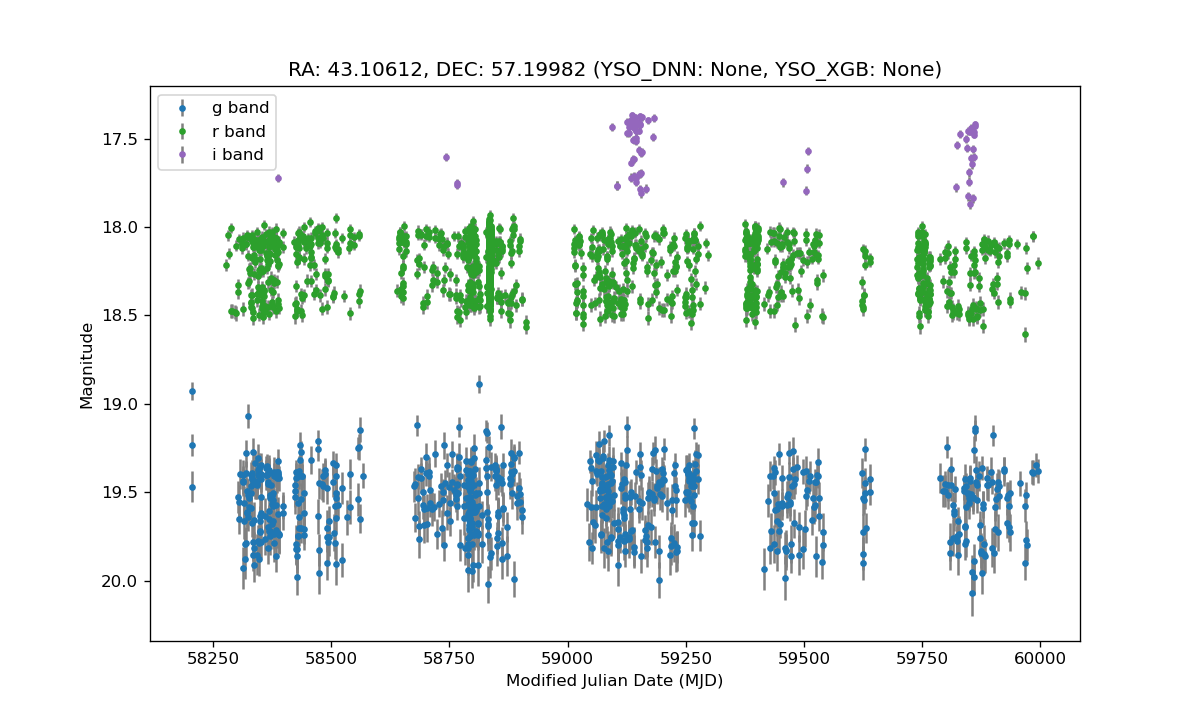 RA: 43.10612, DEC: 57.19982 (YSO_DNN: None, YSO_XGB: None)
g band
r band
i band
Magnitude
17.5
18.0
18.5
19.0
19.5
20.0
58250 58500 58750 59000 59250 59500 59750 60000
Modified Julian Date (MJD)